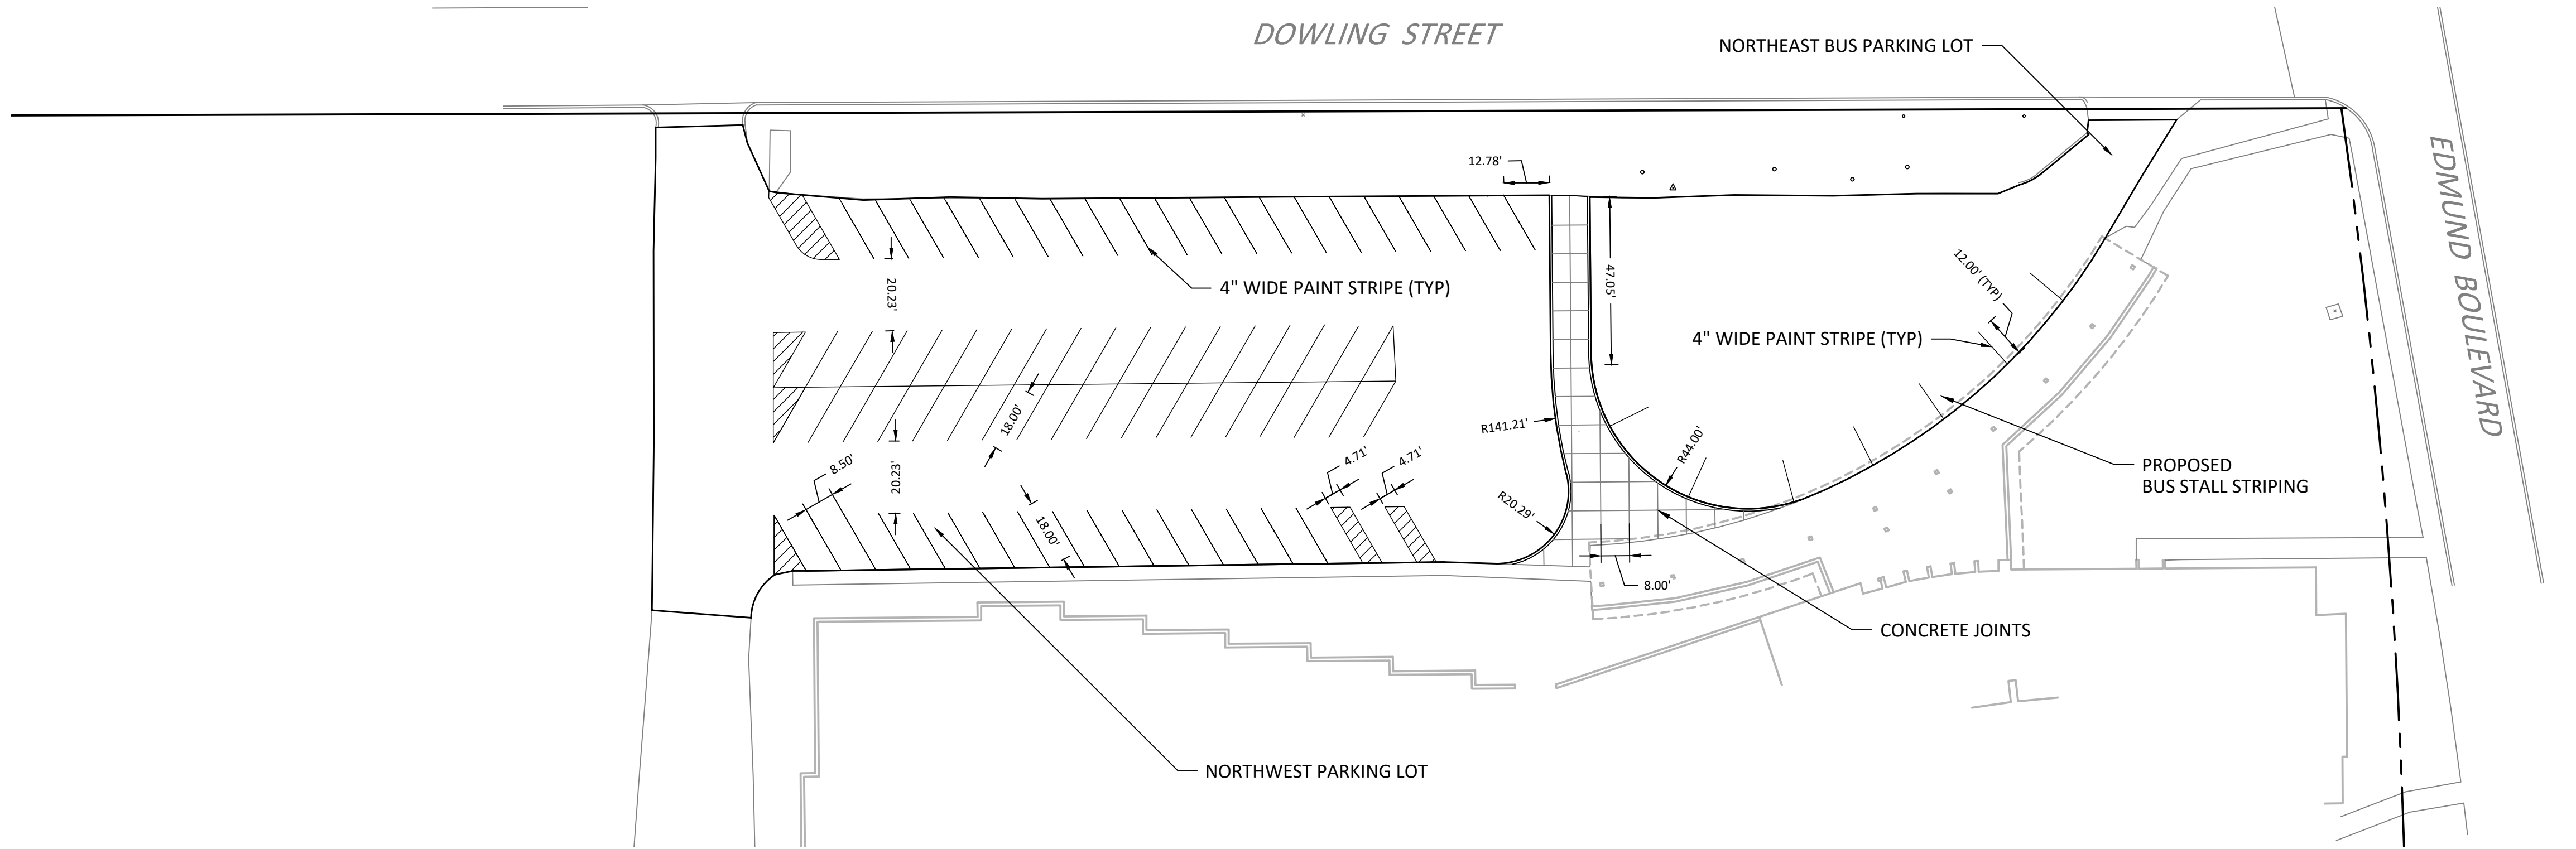 DOWLING STREET
NORTHEAST BUS PARKING LOT
EDMUND BOULEVARD
12.78'
20.23'
4" WIDE PAINT STRIPE (TYP)
47.05'
12.00' (TYP)
4" WIDE PAINT STRIPE (TYP)
18.00'
R141.21'
R44.00'
8.50'
20.23'
4.71'
4.71'
PROPOSED
BUS STALL STRIPING
18.00'
R20.29'
8.00'
CONCRETE JOINTS
NORTHWEST PARKING LOT